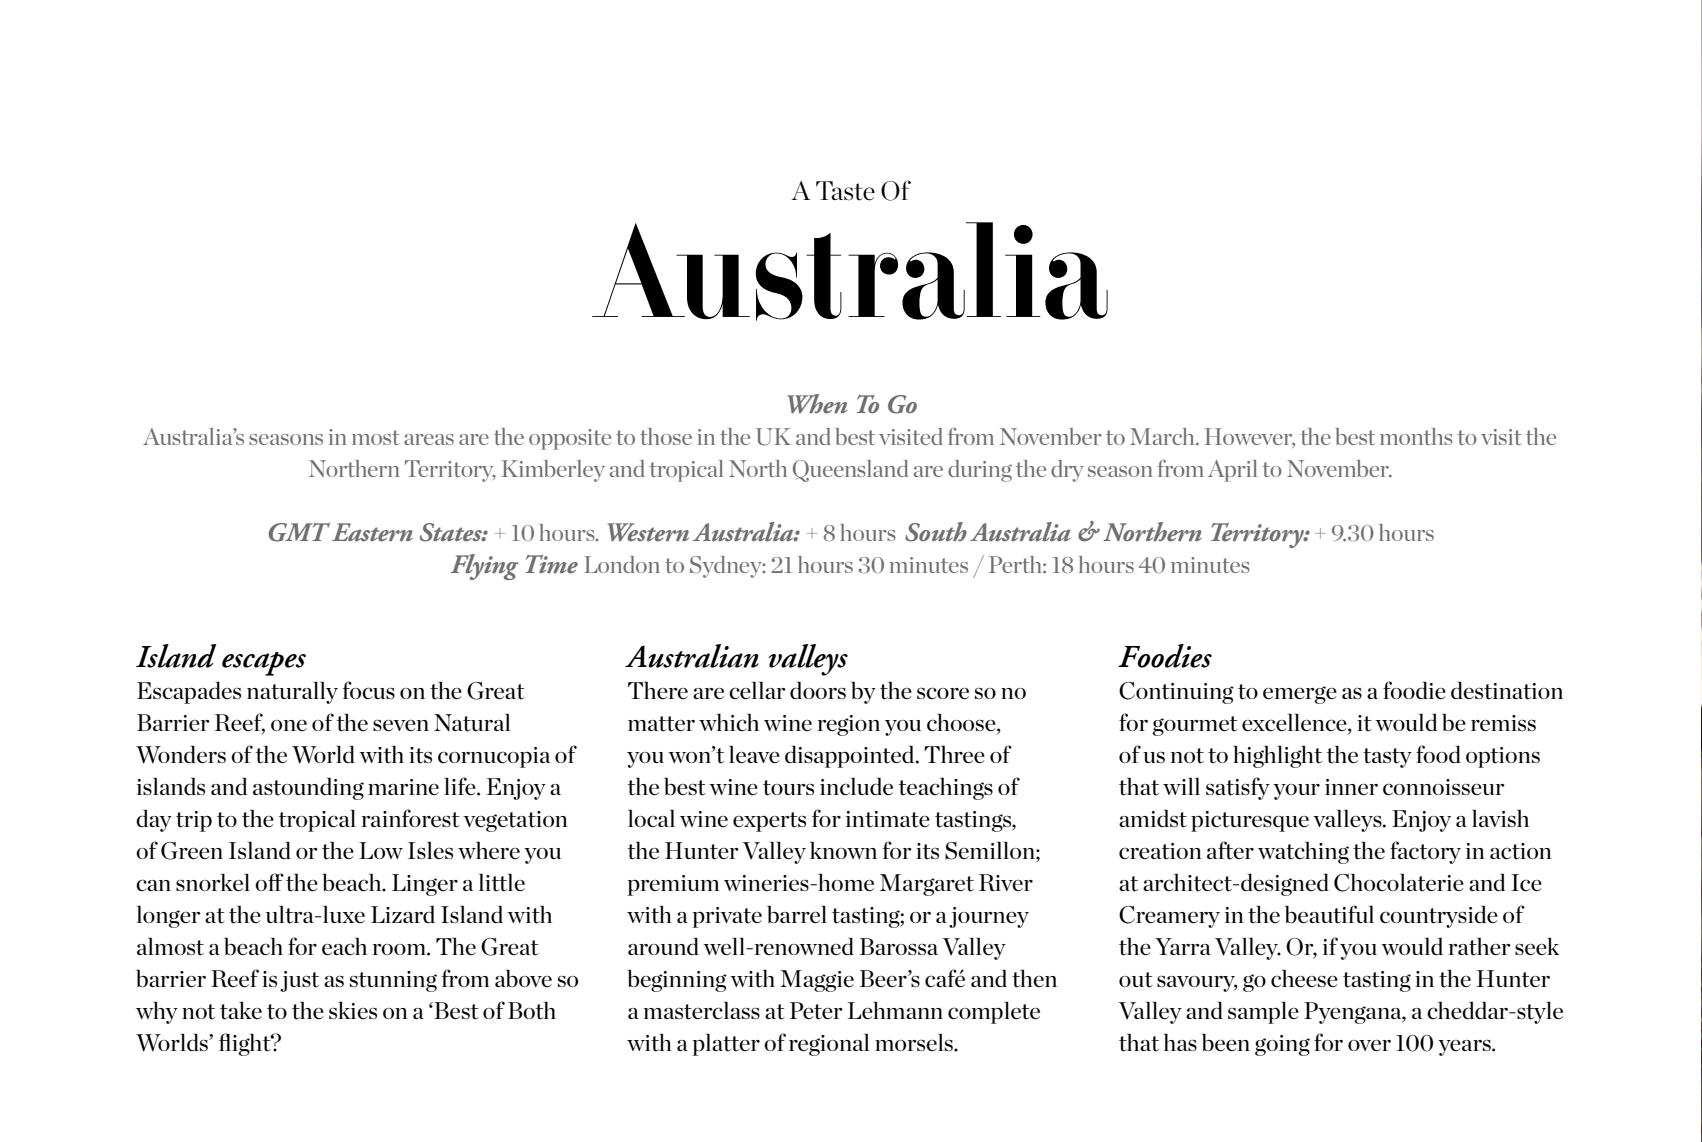 A Taste Of
Australia
When To Go
Australia’s seasons in most areas are the opposite to those in the UK and best visited from November to March. However, the best months to visit the
Northern Territory, Kimberley and tropical North Queensland are during the dry season from April to November.
GMT Eastern States: + 10 hours. Western Australia: + 8 hours South Australia & Northern Territory: + 9.30 hours
Flying Time London to Sydney: 21 hours 30 minutes / Perth: 18 hours 40 minutes
Island escapes
Escapades naturally focus on the Great
Barrier Reef, one of the seven Natural
Wonders of the World with its cornucopia of
islands and astounding marine life. Enjoy a
day trip to the tropical rainforest vegetation
of Green Island or the Low Isles where you
can snorkel off the beach. Linger a little
longer at the ultra-luxe Lizard Island with
almost a beach for each room. The Great
barrier Reef is just as stunning from above so
why not take to the skies on a ‘Best of Both
Worlds’ flight?
Australian valleys
There are cellar doors by the score so no
matter which wine region you choose,
you won’t leave disappointed. Three of
the best wine tours include teachings of
local wine experts for intimate tastings,
the Hunter Valley known for its Semillon;
premium wineries-home Margaret River
with a private barrel tasting; or a journey
around well-renowned Barossa Valley
beginning with Maggie Beer’s café and then
a masterclass at Peter Lehmann complete
with a platter of regional morsels.
Foodies
Continuing to emerge as a foodie destination
for gourmet excellence, it would be remiss
of us not to highlight the tasty food options
that will satisfy your inner connoisseur
amidst picturesque valleys. Enjoy a lavish
creation after watching the factory in action
at architect-designed Chocolaterie and Ice
Creamery in the beautiful countryside of
the Yarra Valley. Or, if you would rather seek
out savoury, go cheese tasting in the Hunter
Valley and sample Pyengana, a cheddar-style
that has been going for over 100 years.